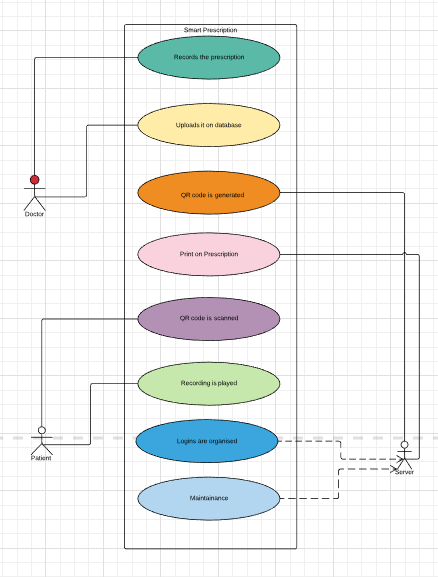 Smart Prescription
Records the prescription
Uploads it on database
Doctor
QR code is generated
Print on Prescription
QR code is scanned
Recording is played
Logins are organised
Patient
Server
Maintainance